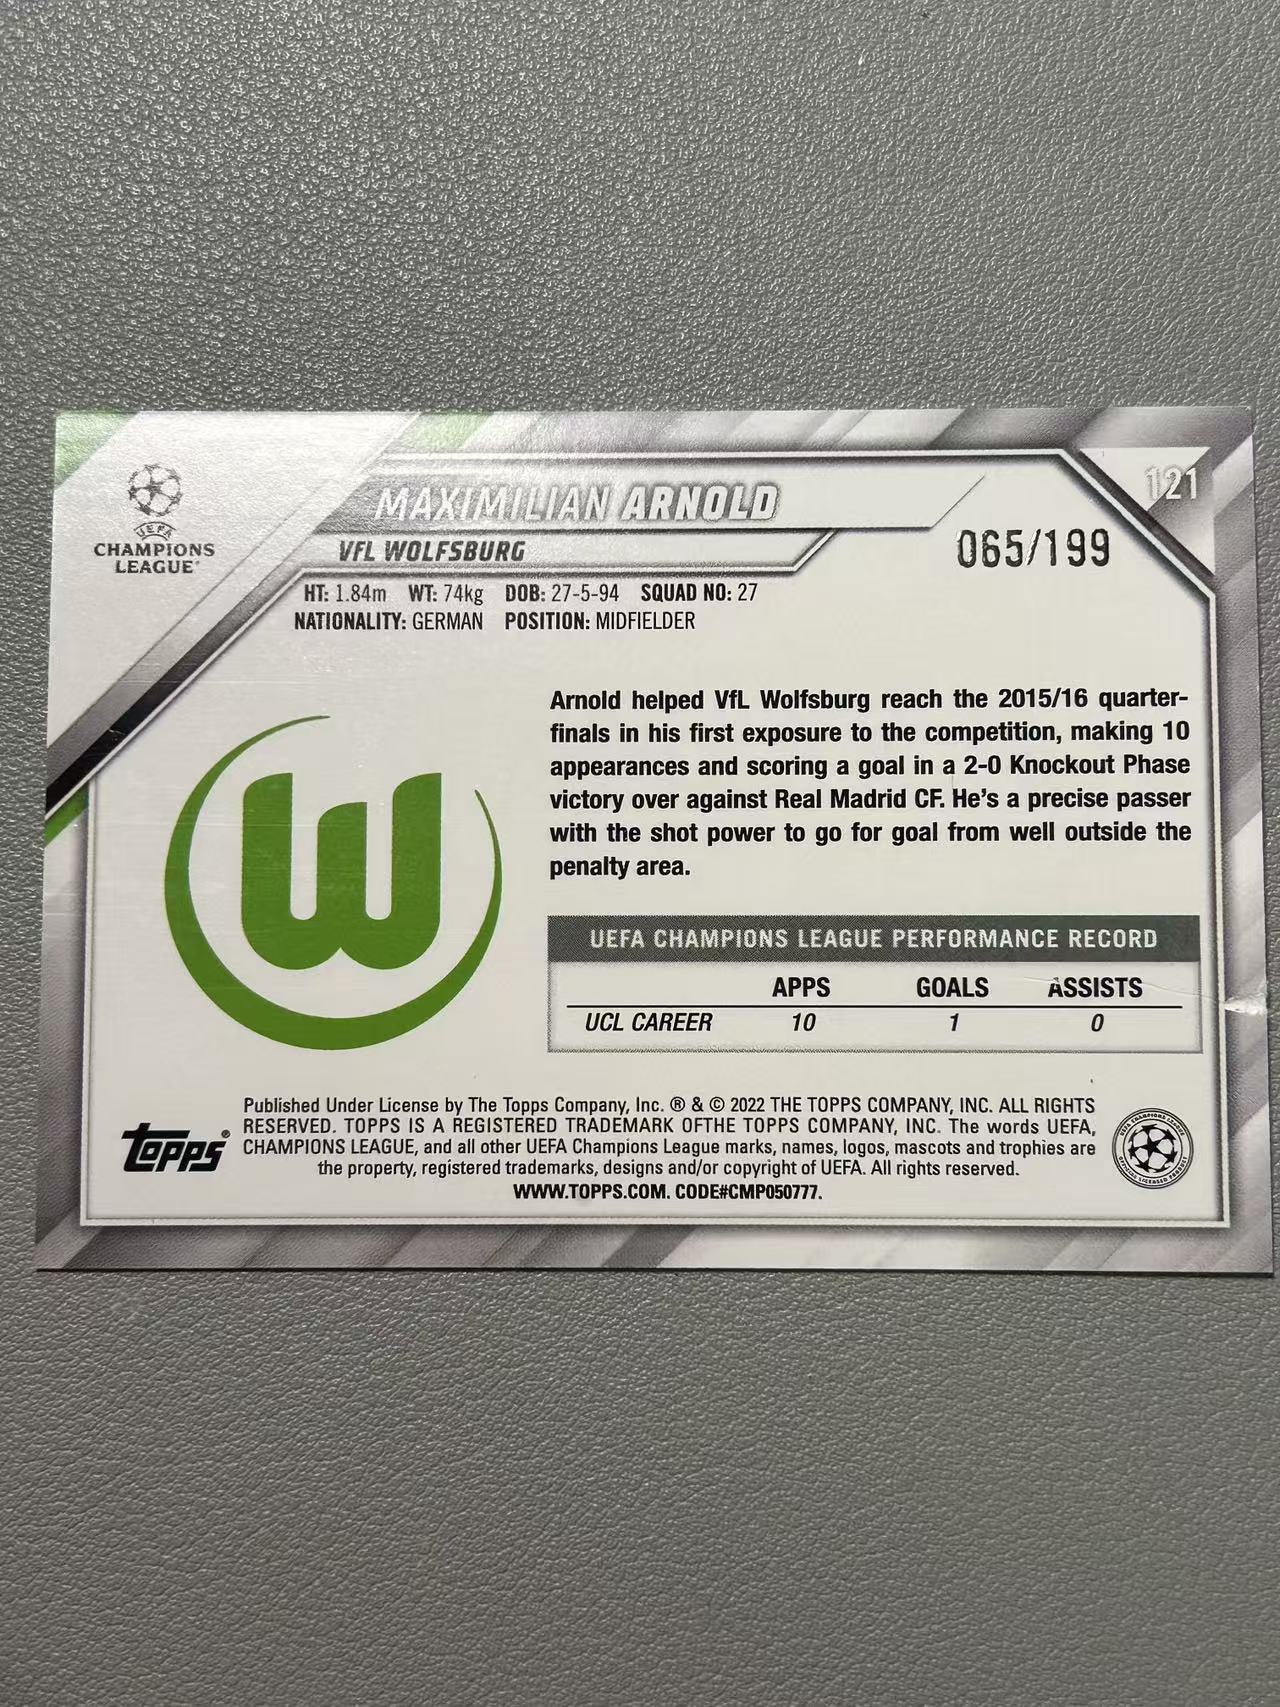 UEFA
CHAMPIONS
LEAGUE
MAXIMILIAN ARNOLD
121
VFL WOLFSBURG
065/199
HT: 1.84m WT: 74kg DOB: 27-5-94 SQUAD NO: 27
NATIONALITY: GERMAN POSITION: MIDFIELDER
W
Arnold helped VfL Wolfsburg reach the 2015/16 quarter-
finals in his first exposure to the competition, making 10
appearances and scoring a goal in a 2-0 Knockout Phase
victory over against Real Madrid CF. He's a precise passer
with the shot power to go for goal from well outside the
penalty area.
UEFA CHAMPIONS LEAGUE PERFORMANCE RECORD
APPS GOALS ASSISTS
UCL CAREER 10 1 0
Topps®
Published Under License by The Topps Company, Inc. ® & © 2022 THE TOPPS COMPANY, INC. ALL RIGHTS
RESERVED. TOPPS IS A REGISTERED TRADEMARK OFTHE TOPPS COMPANY, INC. The words UEFA,
CHAMPIONS LEAGUE, and all other UEFA Champions League marks, names, logos, mascots and trophies are
the property, registered trademarks, designs and/or copyright of UEFA. All rights reserved.
WWW.TOPPS.COM. CODE#CMP050777.